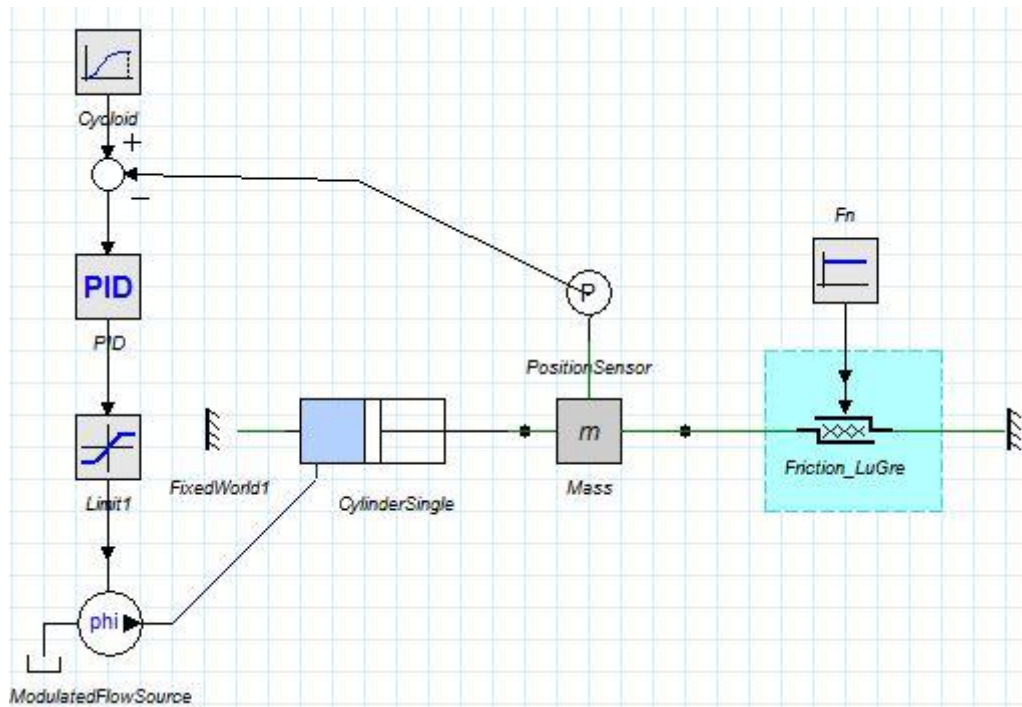 Cycloid
+
−
Fn
PID
PID
P
PositionSensor
m
FixedWorld1
CylinderSingle
Mass
Friction_LuGre
Limit1
phi
ModulatedFlowSource